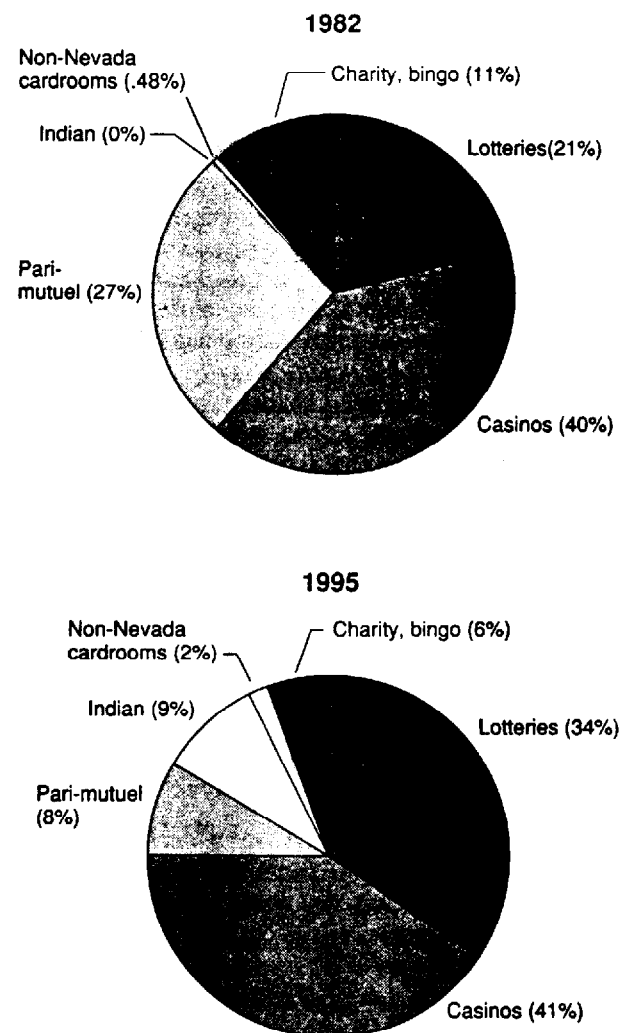 1982
Non-Nevada
cardrooms (.48%)
Charity, bingo (11%)
Indian (0%)
Lotteries(21%)
Pari-
mutuel (27%)
Casinos (40%)
1995
Non-Nevada
cardrooms (2%)
Charity, bingo (6%)
Indian (9%)
Lotteries (34%)
Pari-mutuel
(8%)
Casinos (41%)